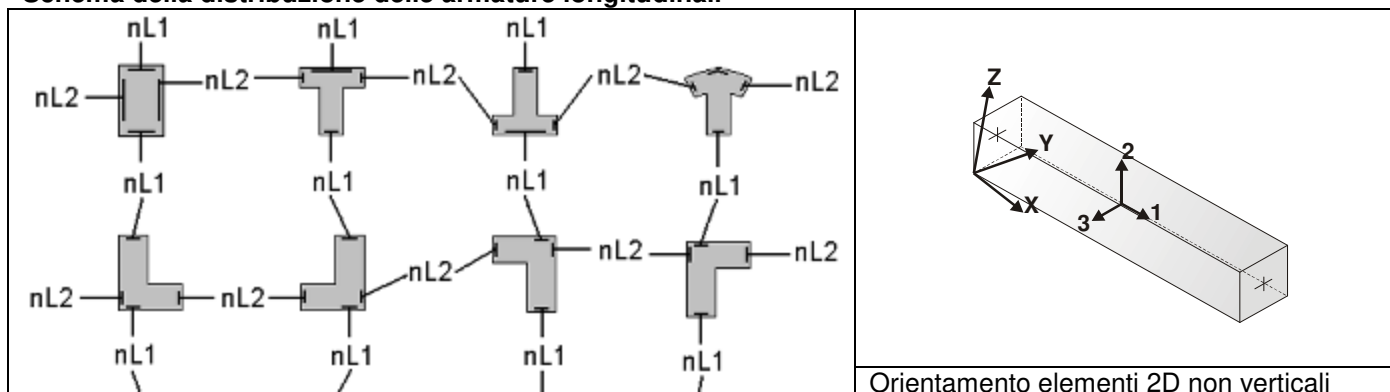 Schema della distribuzione delle armature longitudinali
nL1 nL1 nL1
nL2 nL2 nL2 nL2 nL2
nL1 nL1 nL1 nL1
nL2 nL2 nL2 nL2 nL2
nL1 nL1 nL1 nL1
Z
Y
X
2
1
3
Orientamento elementi 2D non verticali